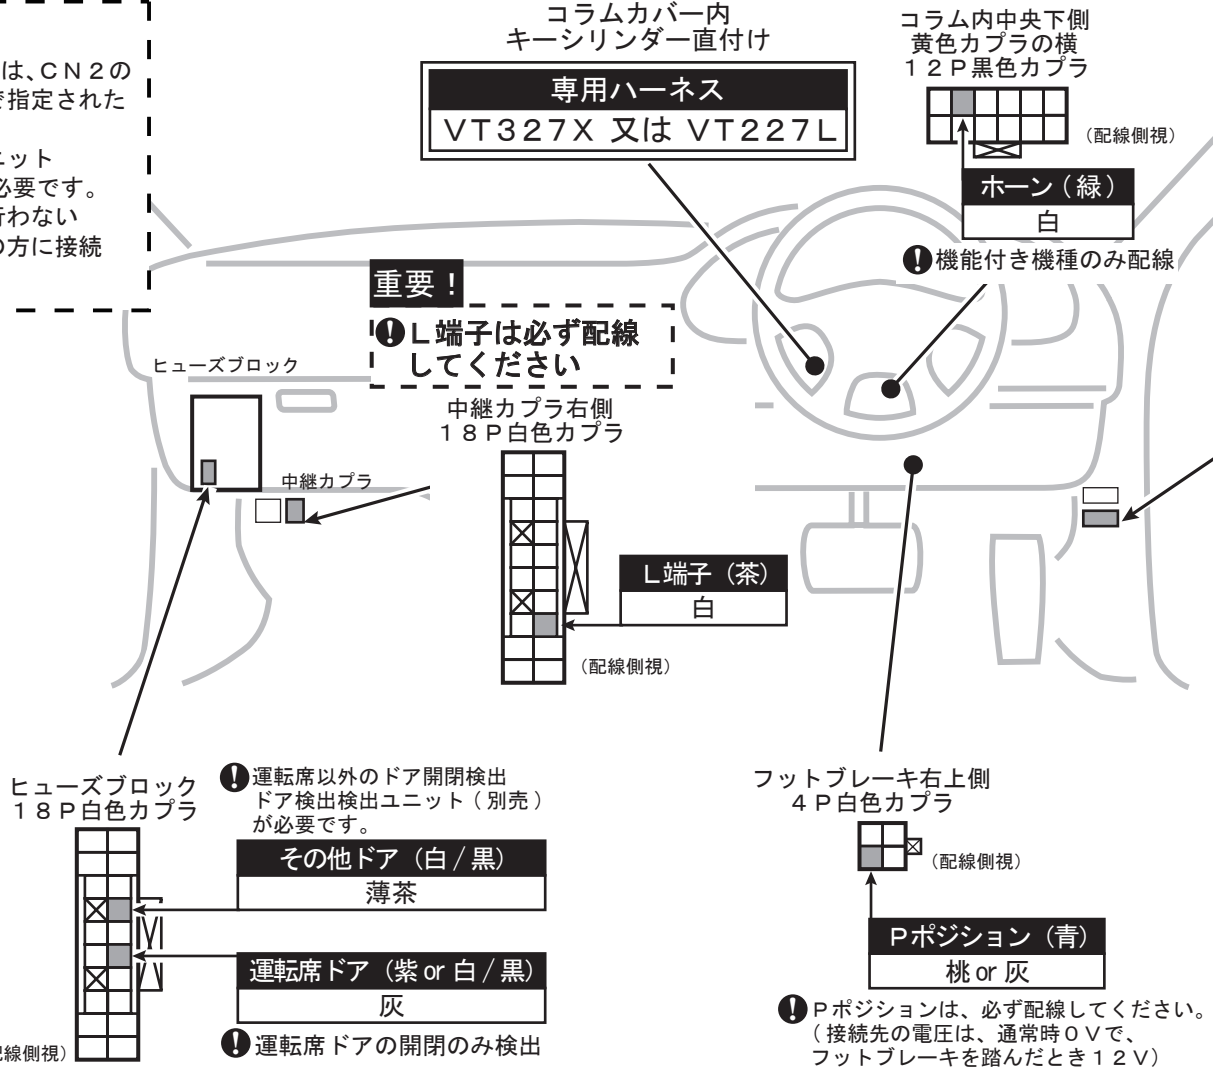 は、ＣＮ２の
で指定された
ニット
必要です。
行わない
の方に接続
コラムカバー内
キーシリンダー直付け
専用ハーネス
ＶＴ３２７Ｘ 又は ＶＴ２２７Ｌ
コラム内中央下側
黄色カプラの横
１２Ｐ黒色カプラ
（配線側視）
ホーン（緑）
白
機能付き機種のみ配線
重要！
Ｌ端子は必ず配線
してください
ヒューズブロック
中継カプラ
中継カプラ右側
１８Ｐ白色カプラ
Ｌ端子（茶）
白
（配線側視）
ヒューズブロック
１８Ｐ白色カプラ
運転席以外のドア開閉検出
ドア検出検出ユニット（別売）
が必要です。
その他ドア（白/黒）
薄茶
運転席ドア（紫 or 白/黒）
灰
運転席ドアの開閉のみ検出
配線側視）
フットブレーキ右上側
４Ｐ白色カプラ
（配線側視）
Ｐポジション（青）
桃 or 灰
Ｐポジションは、必ず配線してください。
（接続先の電圧は、通常時０Ｖで、
フットブレーキを踏んだとき１２Ｖ）